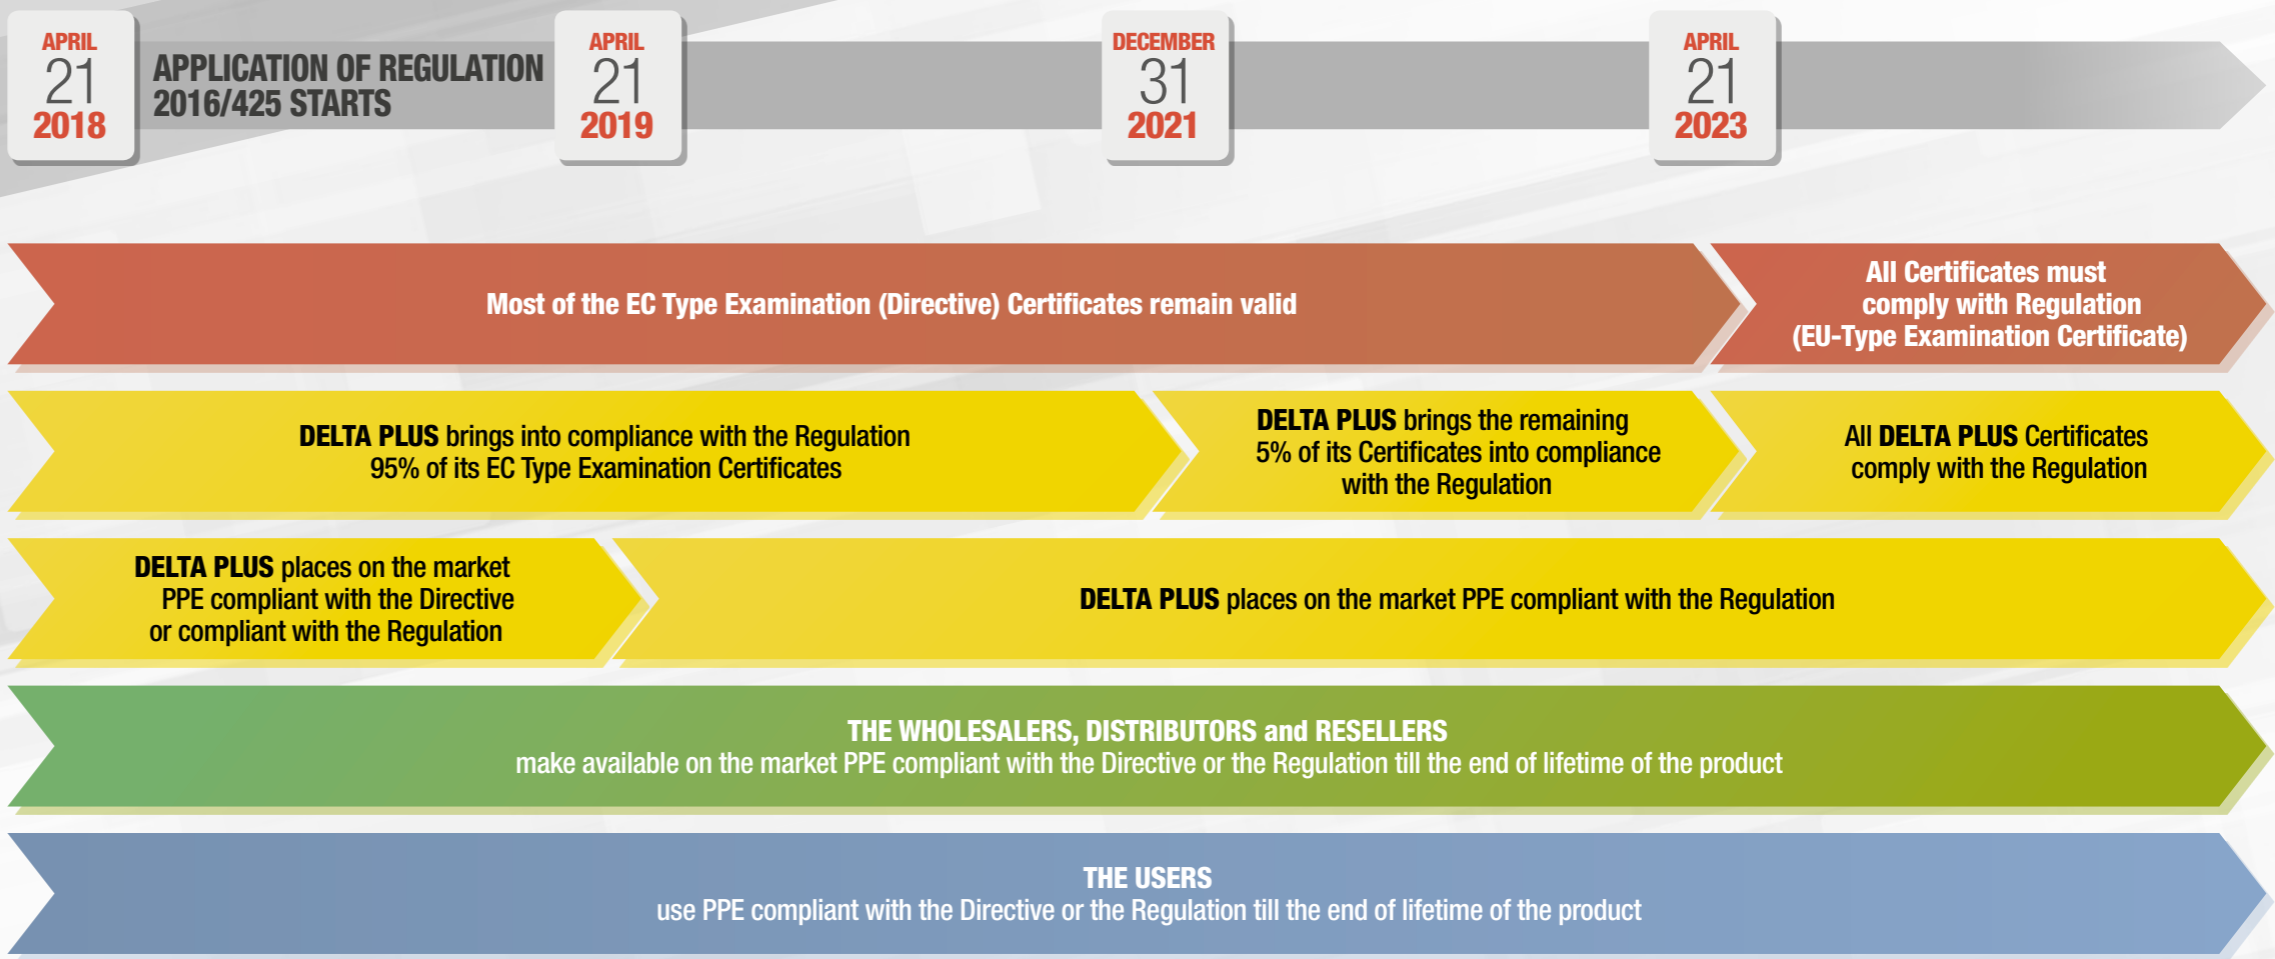 APRIL
21
2018
APPLICATION OF REGULATION
2016/425 STARTS
APRIL
21
2019
DECEMBER
31
2021
APRIL
21
2023
Most of the EC Type Examination (Directive) Certificates remain valid
All Certificates must
comply with Regulation
(EU-Type Examination Certificate)
DELTA PLUS brings into compliance with the Regulation
95% of its EC Type Examination Certificates
DELTA PLUS brings the remaining
5% of its Certificates into compliance
with the Regulation
All DELTA PLUS Certificates
comply with the Regulation
DELTA PLUS places on the market
PPE compliant with the Directive
or compliant with the Regulation
DELTA PLUS places on the market PPE compliant with the Regulation
THE WHOLESALERS, DISTRIBUTORS and RESELLERS
make available on the market PPE compliant with the Directive or the Regulation till the end of lifetime of the product
THE USERS
use PPE compliant with the Directive or the Regulation till the end of lifetime of the product